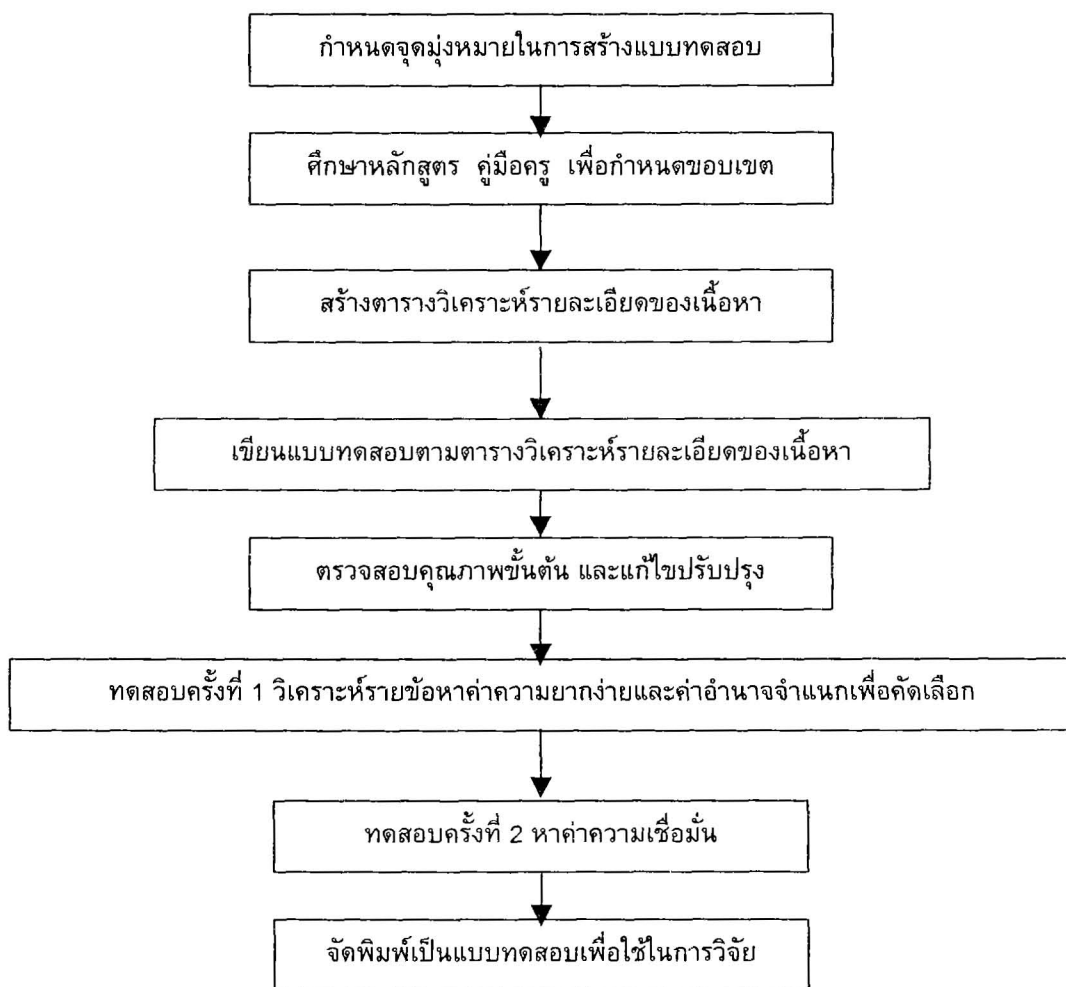 กำหนดจุดมุ่งหมายในการสร้างแบบทดสอบ
ศึกษาหลักสูตร คู่มือครู เพื่อกำหนดขอบเขต
สร้างตารางวิเคราะห์รายละเอียดของเนื้อหา
เขียนแบบทดสอบตามตารางวิเคราะห์รายละเอียดของเนื้อหา
ตรวจสอบคุณภาพขั้นต้น และแก้ไขปรับปรุง
ทดสอบครั้งที่ 1 วิเคราะห์รายข้อหาค่าความยากง่ายและค่าอำนาจจำแนกเพื่อคัดเลือก
ทดสอบครั้งที่ 2 หาค่าความเชื่อมั่น
จัดพิมพ์เป็นแบบทดสอบเพื่อใช้ในการวิจัย